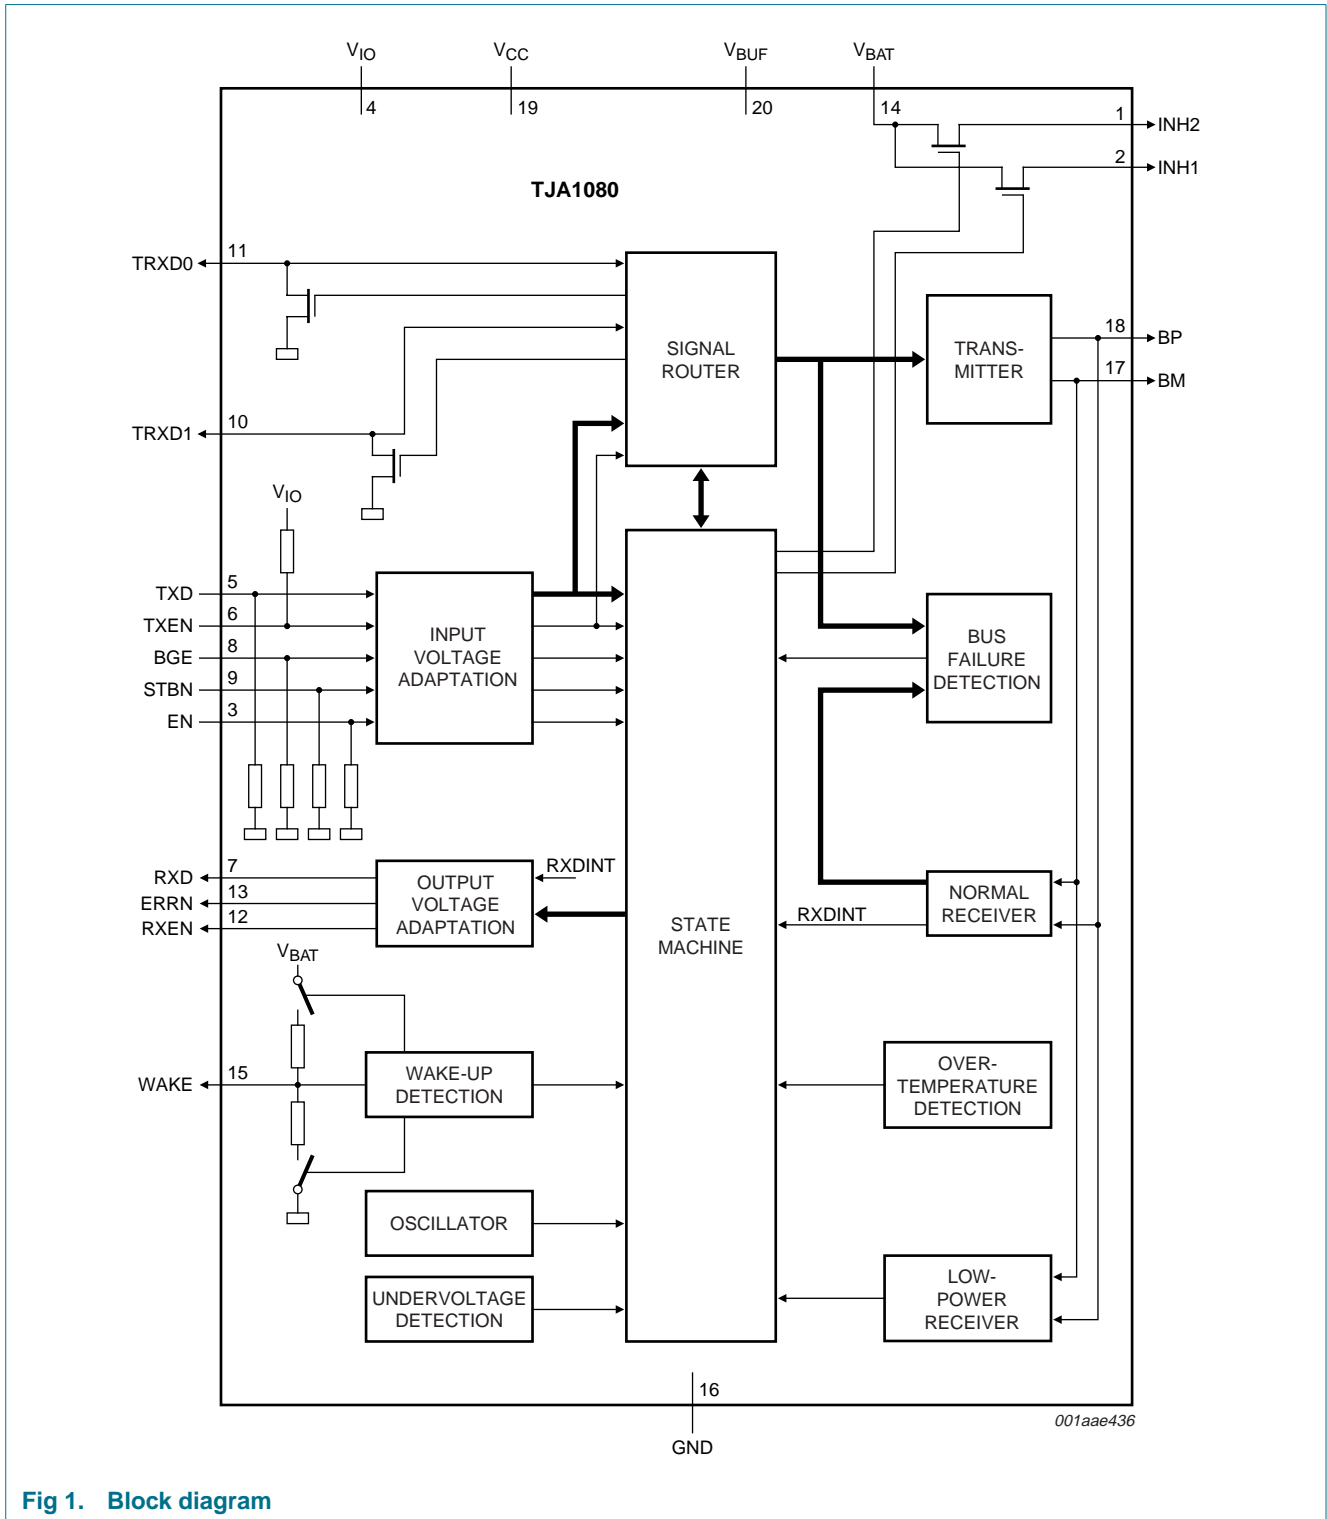 VIO VCC VBUF VBAT
4 19 20 14 1 INH2
2 INH1
TJA1080
TRXD0 11
SIGNAL
ROUTER
TRANS-
MITTER
18 BP
17 BM
TRXD1 10
VIO
TXD 5
TXEN 6
BGE 8
STBN 9
EN 3
INPUT
VOLTAGE
ADAPTATION
BUS
FAILURE
DETECTION
RXD 7
ERRN 13
RXEN 12
OUTPUT
VOLTAGE
ADAPTATION
RXDINT
STATE
MACHINE
RXDINT
NORMAL
RECEIVER
VBAT
WAKE 15
WAKE-UP
DETECTION
OVER-
TEMPERATURE
DETECTION
OSCILLATOR
UNDERVOLTAGE
DETECTION
LOW-
POWER
RECEIVER
16
GND
001aae436
Fig 1. Block diagram